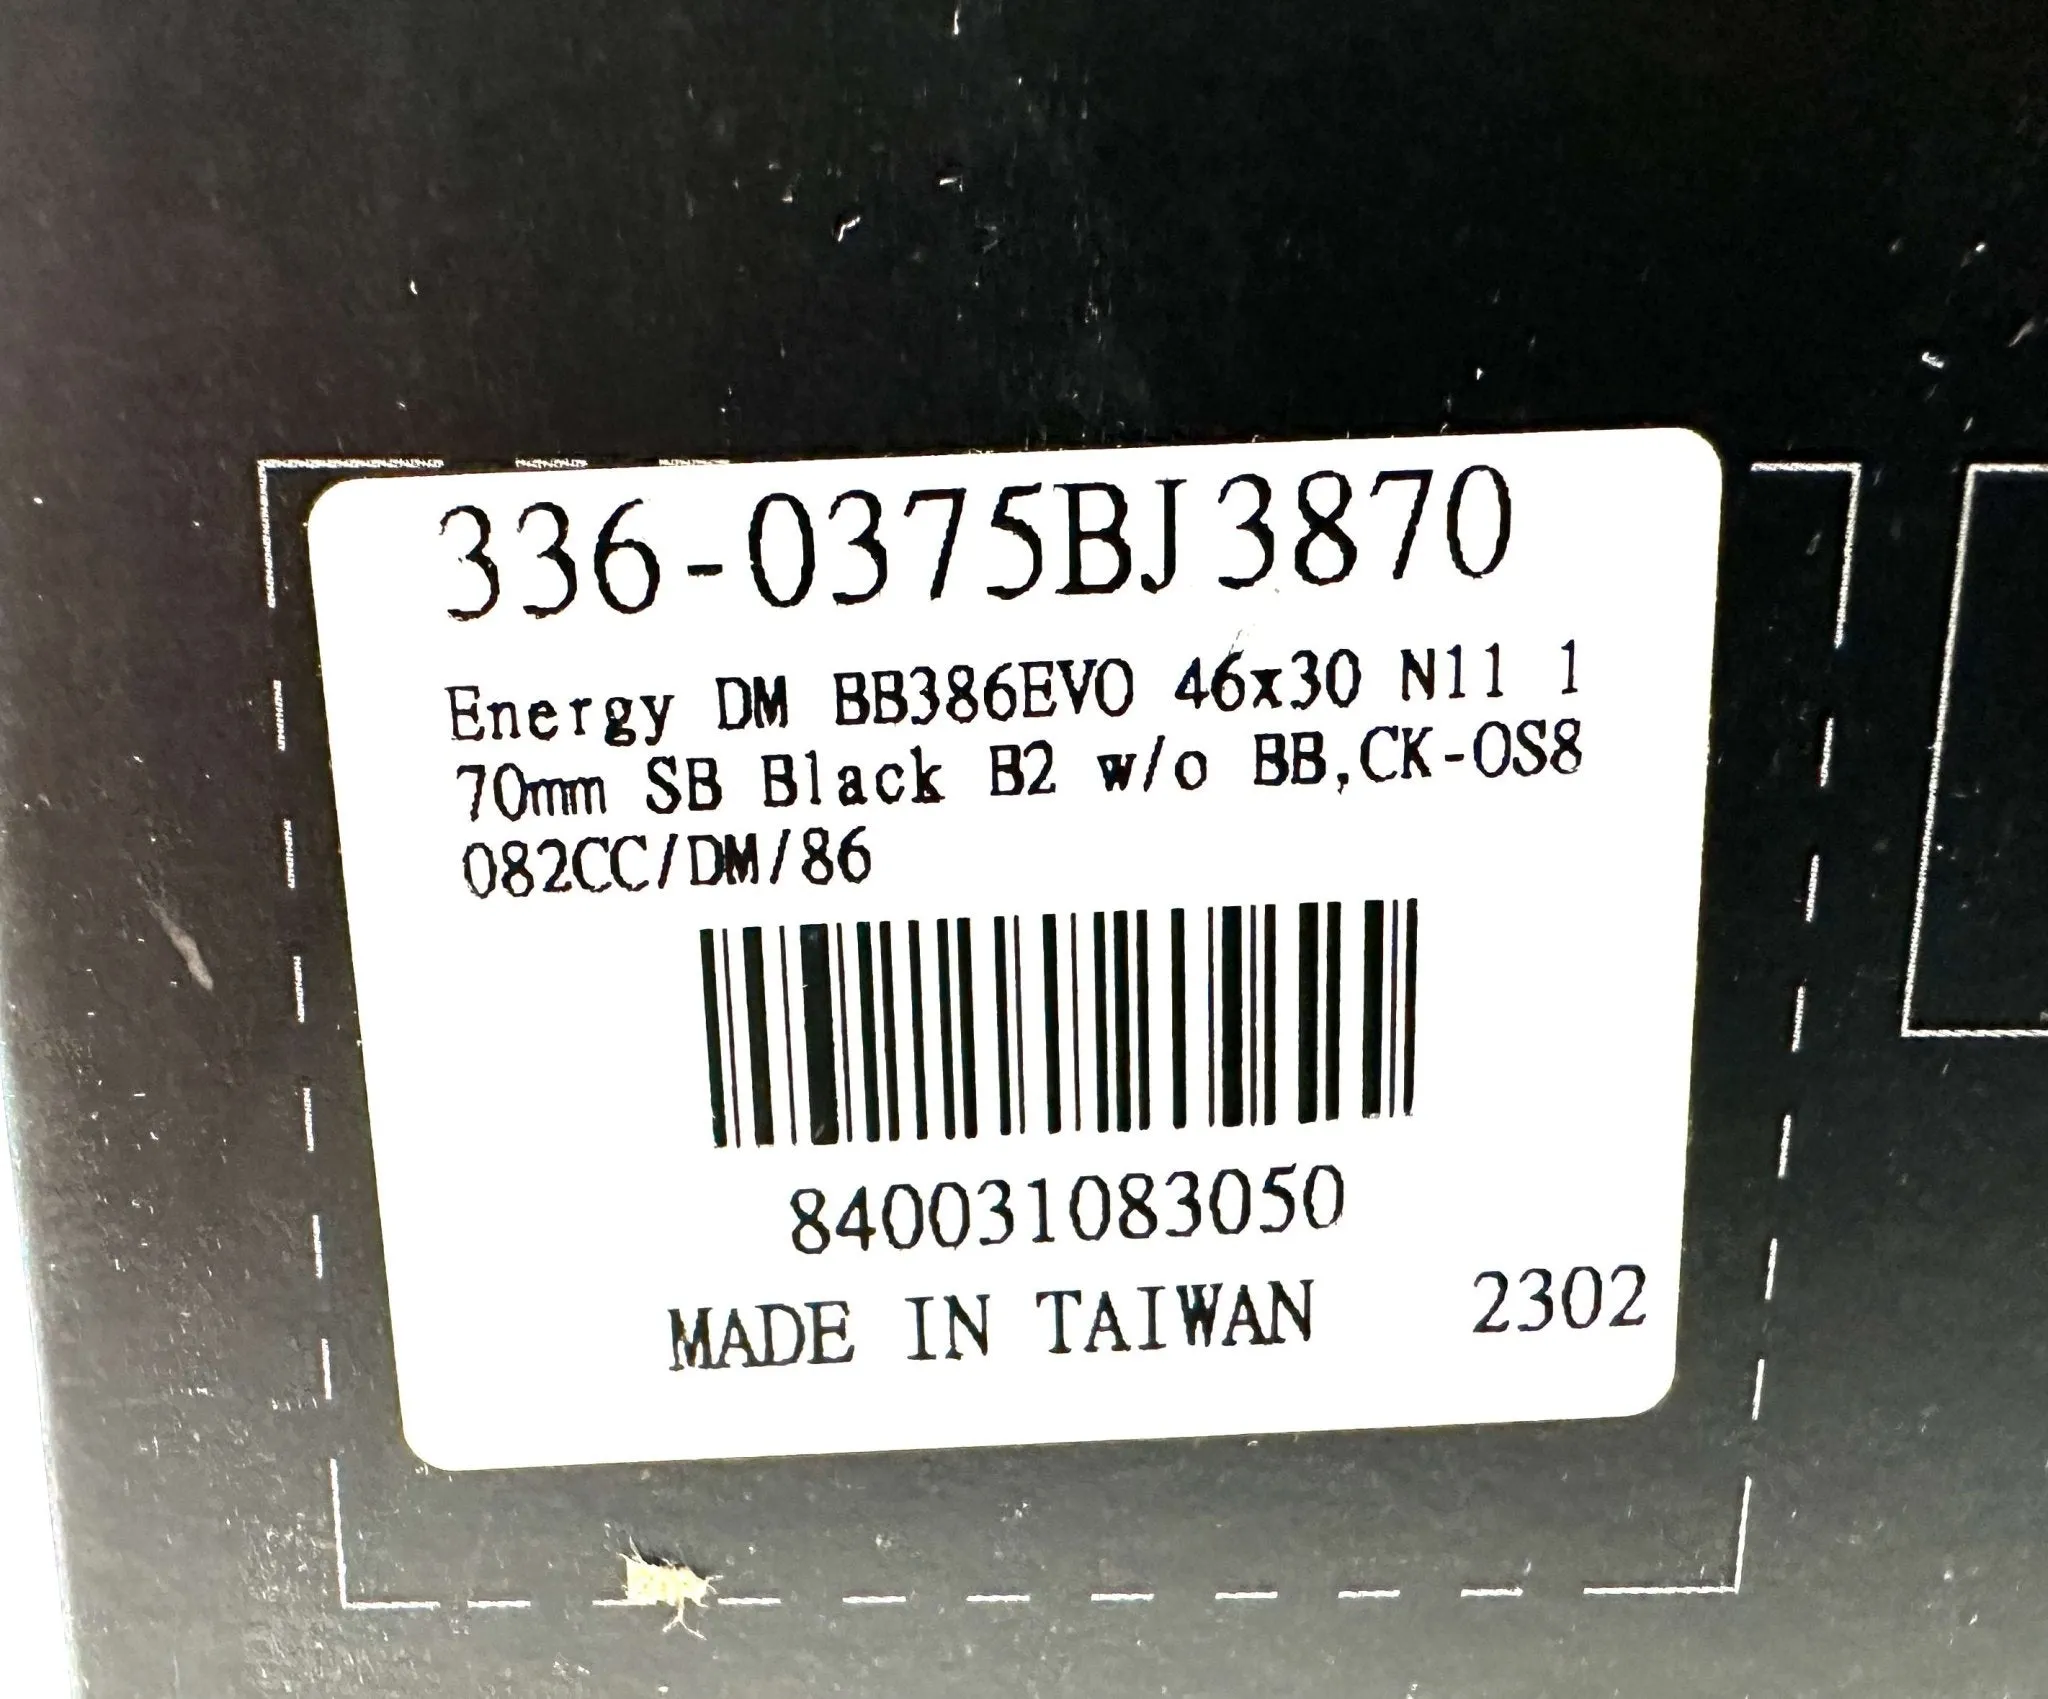 336-0375BJ3870
Energy DM BB386EVO 46x30 N11 1
70mm SB Black B2 w/o BB,CK-OS8
082CC/DM/86
840031083050
MADE IN TAIWAN 2302